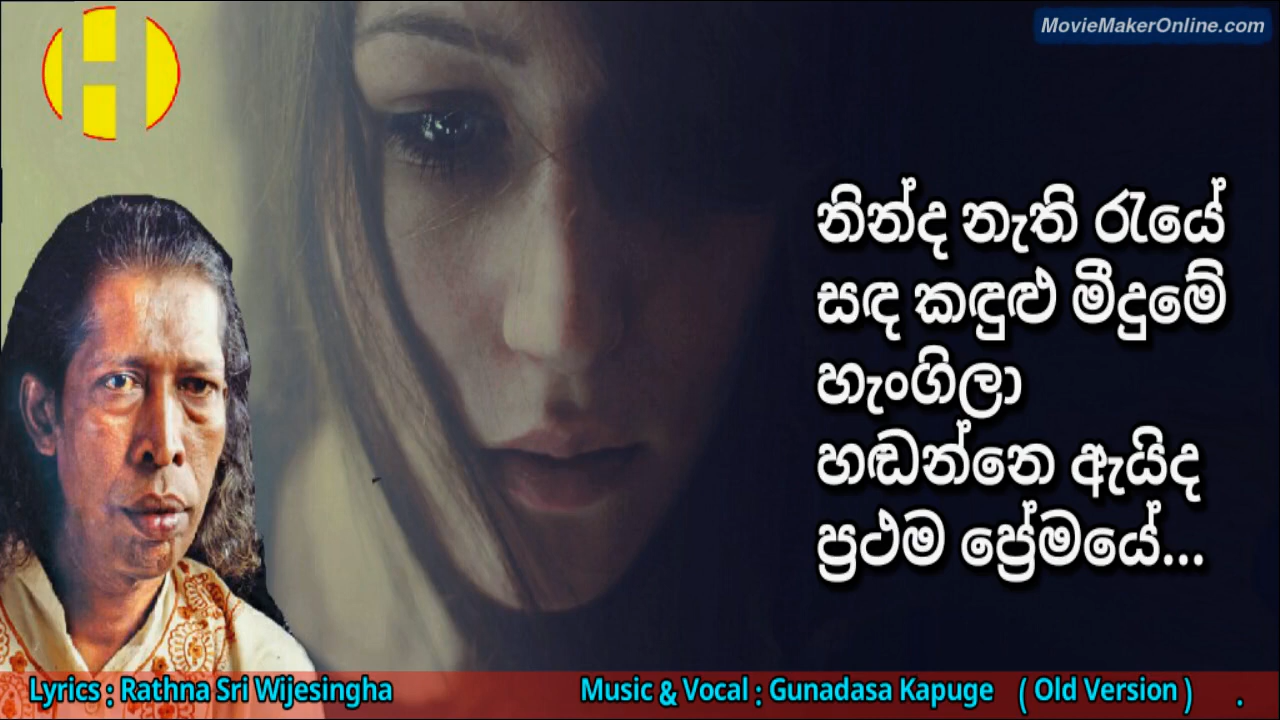 MovieMakerOnline.com
H
නින්ද නැති රැයේ
සඳ කඳුළු මීදුමේ
හැංගිලා
හඬන්නෙ ඇයිද
ප්‍රථම ප්‍රේමයේ...
Lyrics : Rathna Sri Wijesingha Music & Vocal : Gunadasa Kapuge ( Old Version ) .